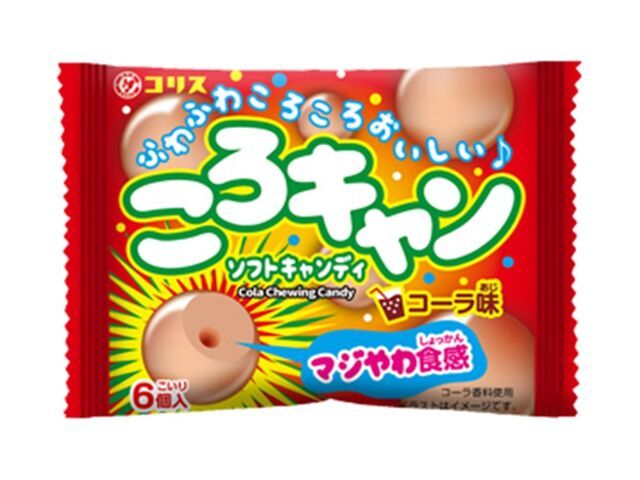 コリス
ふわふわころころおいしい♪
ころキャン
ソフトキャンディ
Cola Chewing Candy
コーラ味
あじ
マジやわ食感
しょっかん
6個入
こいり
コーラ香料使用
イラストはイメージです。